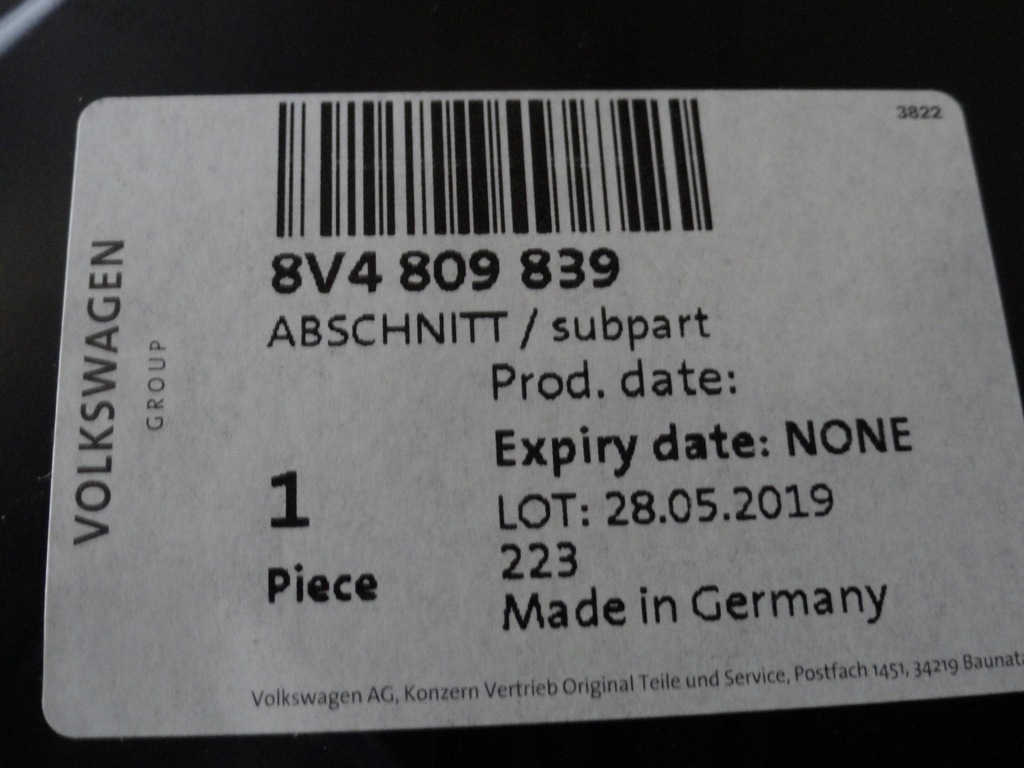 3822
VOLKSWAGEN
GROUP
8V4 809 839
ABSCHNITT / subpart
Prod. date:
Expiry date: NONE
1
LOT: 28.05.2019
223
Piece
Made in Germany
Volkswagen AG, Konzern Vertrieb Original Teile und Service, Postfach 1451, 34219 Baunata